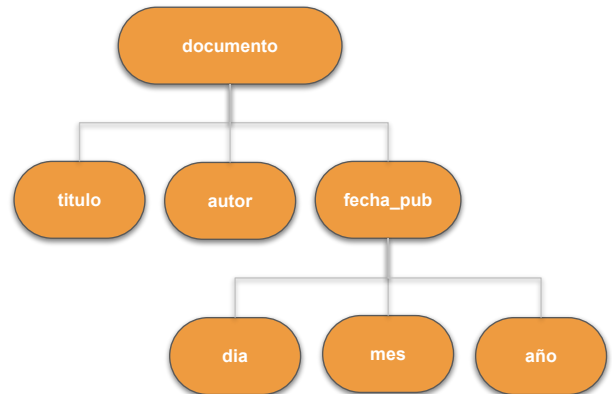 documento
titulo
autor
fecha_pub
dia
mes
año